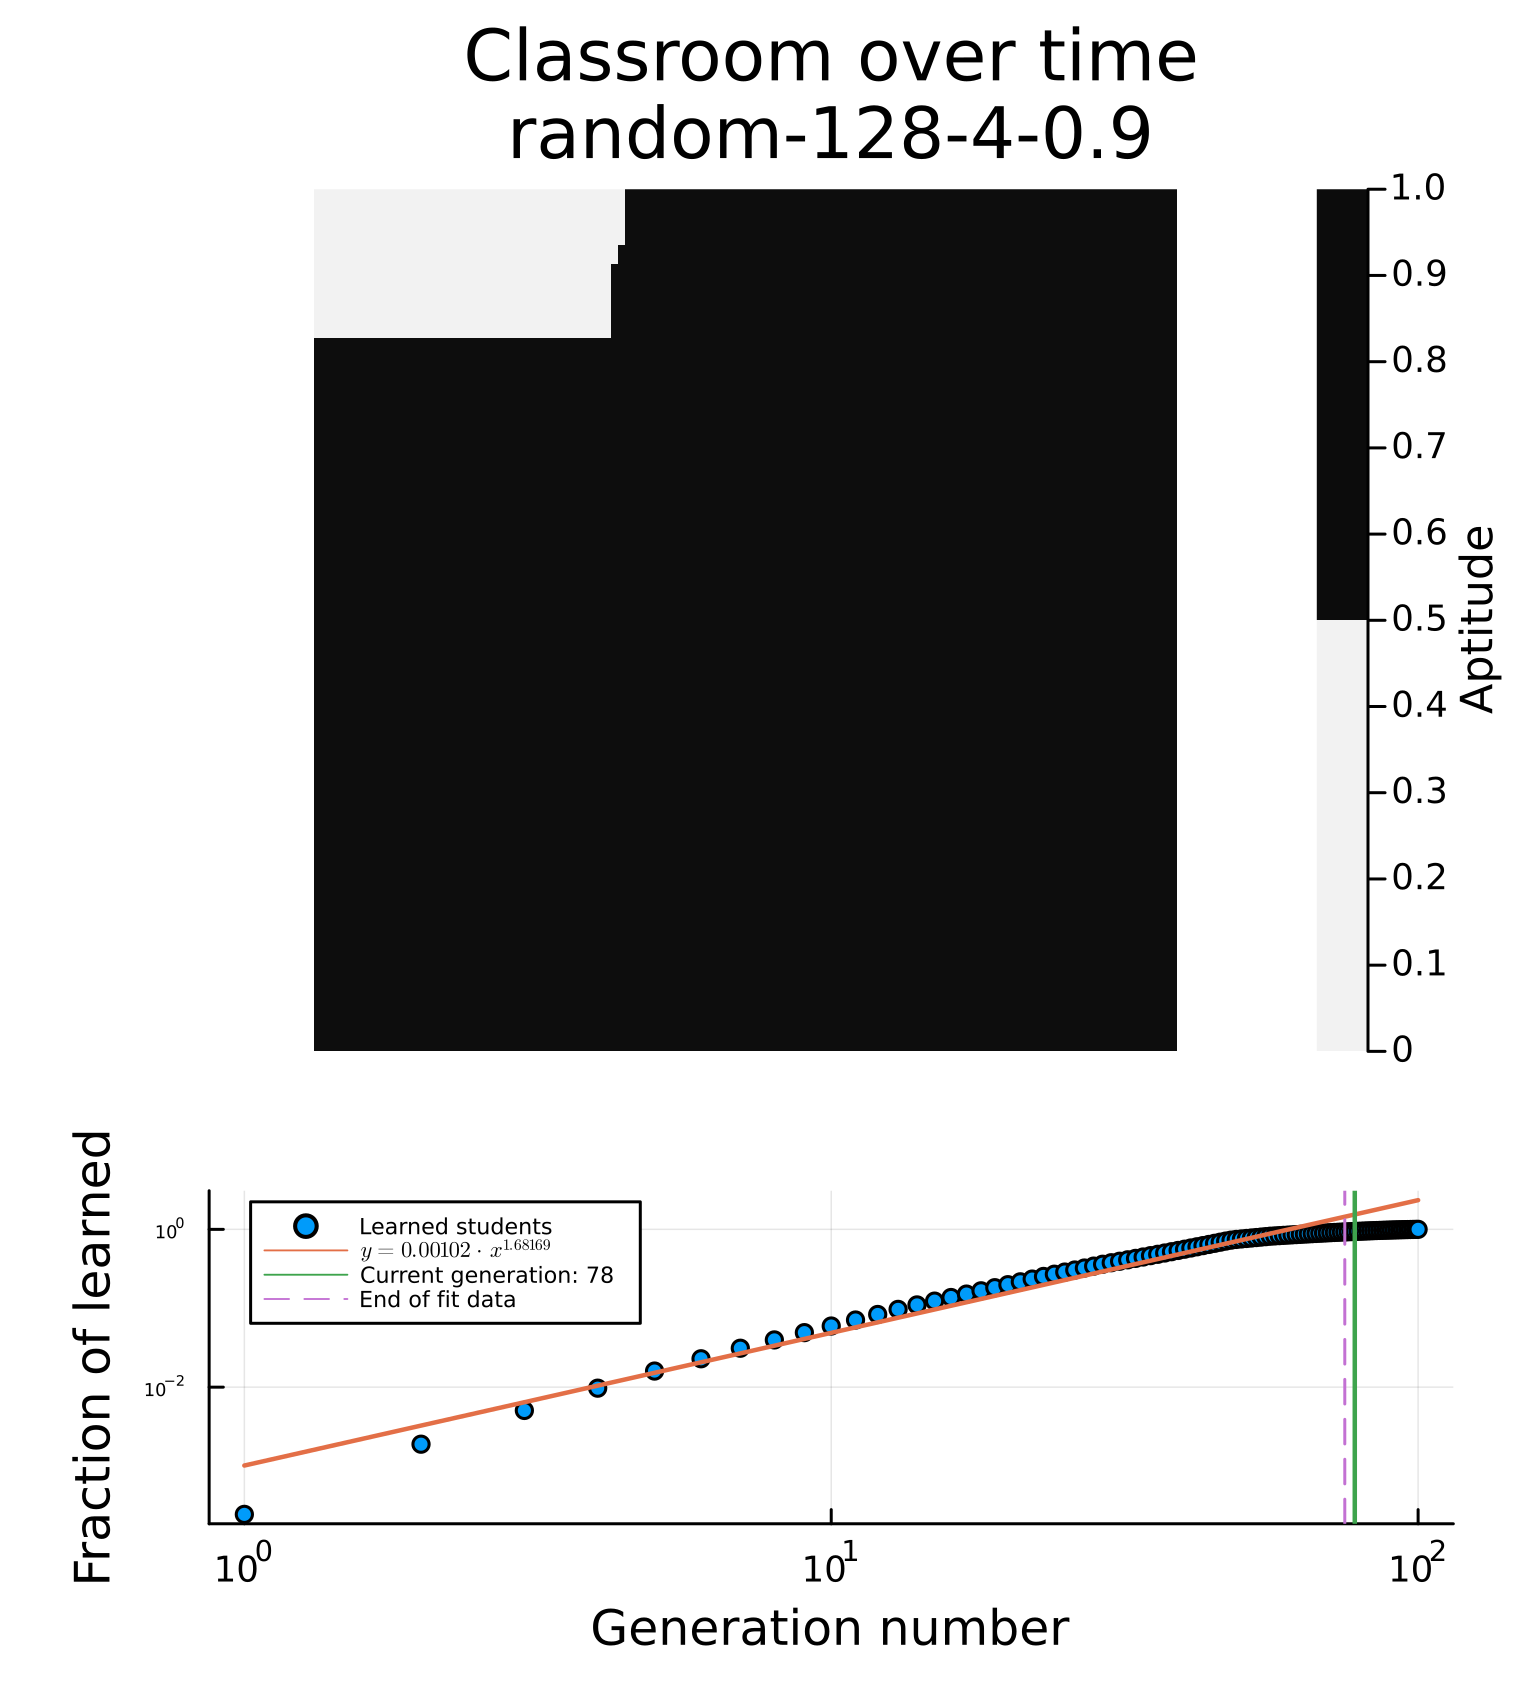 Classroom over time
random-128-4-0.9
1.0
0.9
0.8
0.7
0.6
0.5
0.4
0.3
0.2
0.1
0
Aptitude
Fraction of learned
10^0
10^-2
Learned students
y = 0.00102 · x^1.68169
Current generation: 78
End of fit data
10^0 10^1 10^2
Generation number